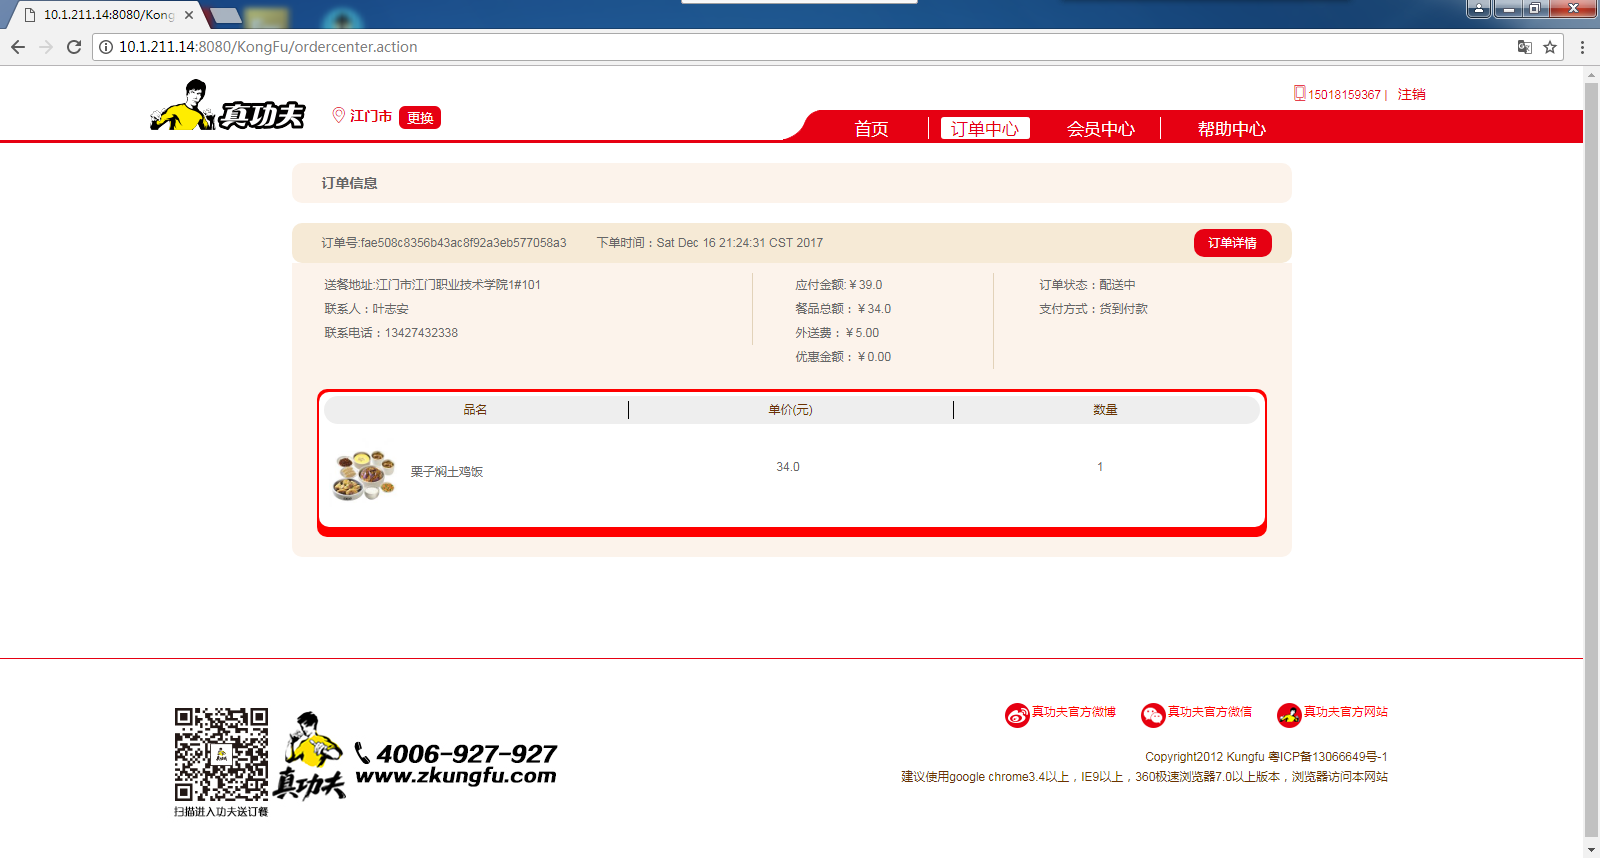 10.1.211.14:8080/Kong
10.1.211.14:8080/KongFu/ordercenter.action
15018159367 | 注销
真功夫 江门市 更换
首页 订单中心 会员中心 帮助中心
订单信息
订单号:fae508c8356b43ac8f92a3eb577058a3 下单时间：Sat Dec 16 21:24:31 CST 2017 订单详情
送餐地址:江门市江门职业技术学院1#101 应付金额:￥39.0 订单状态：配送中
联系人：叶志安 餐品总额：￥34.0 支付方式：货到付款
联系电话：13427432338 外送费：￥5.00
优惠金额：￥0.00
品名 单价(元) 数量
栗子焖土鸡饭 34.0 1
真功夫官方微博 真功夫官方微信 真功夫官方网站
真功夫 4006-927-927
www.zkungfu.com
扫描进入功夫送订餐
Copyright2012 Kungfu 粤ICP备13066649号-1
建议使用google chrome3.4以上，IE9以上，360极速浏览器7.0以上版本，浏览器访问本网站